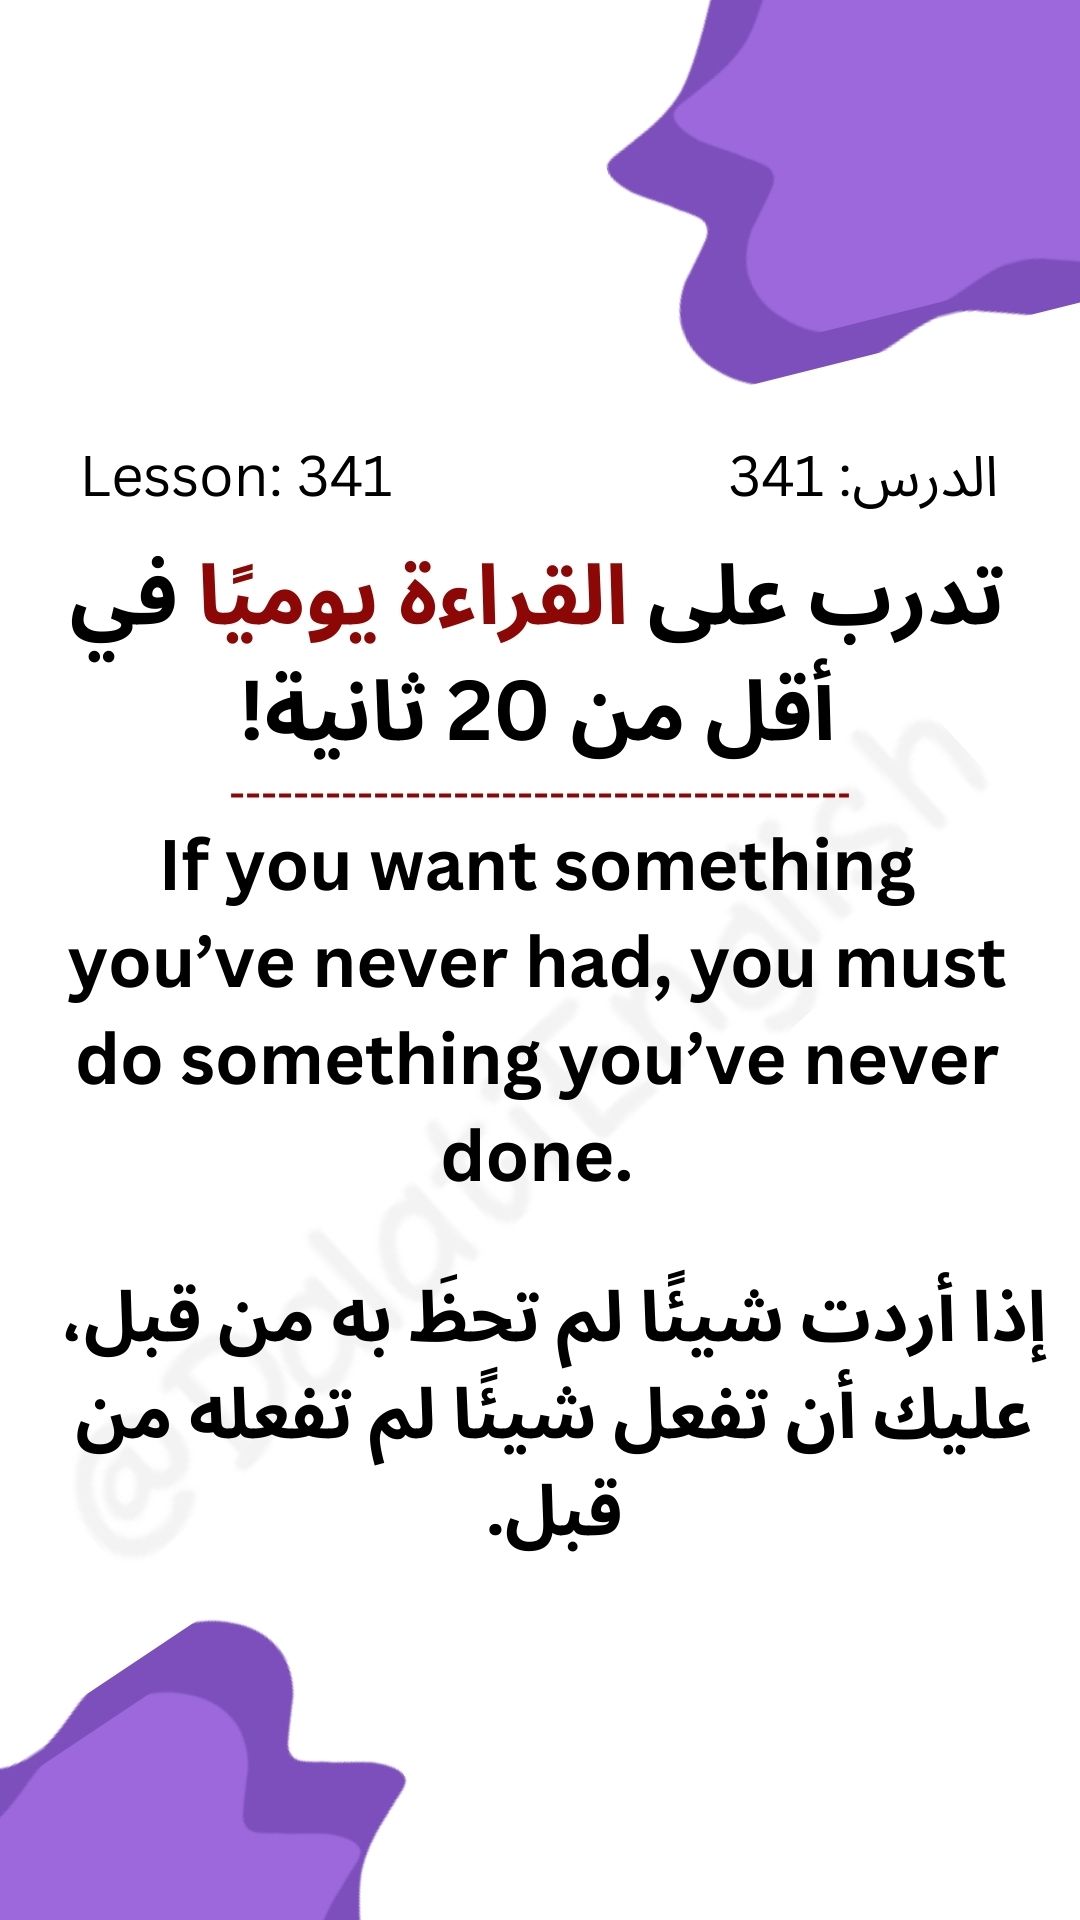 Lesson: 341
الدرس: 341
تدرب على القراءة يوميًا في
أقل من 20 ثانية!
---------------------------------------
If you want something
you’ve never had, you must
do something you’ve never
done.
إذا أردت شيئًا لم تحظَ به من قبل،
عليك أن تفعل شيئًا لم تفعله من
قبل.
@DalatiEnglish